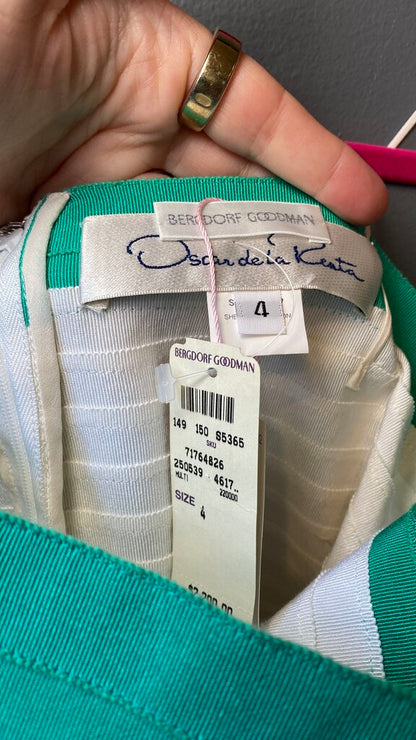 BERGDORF GOODMAN
Oscar de la Renta
4
BERGDORF GOODMAN
149 150 S5365
SKU
71764826
250539 4617..
MULTI 220000
SIZE 4